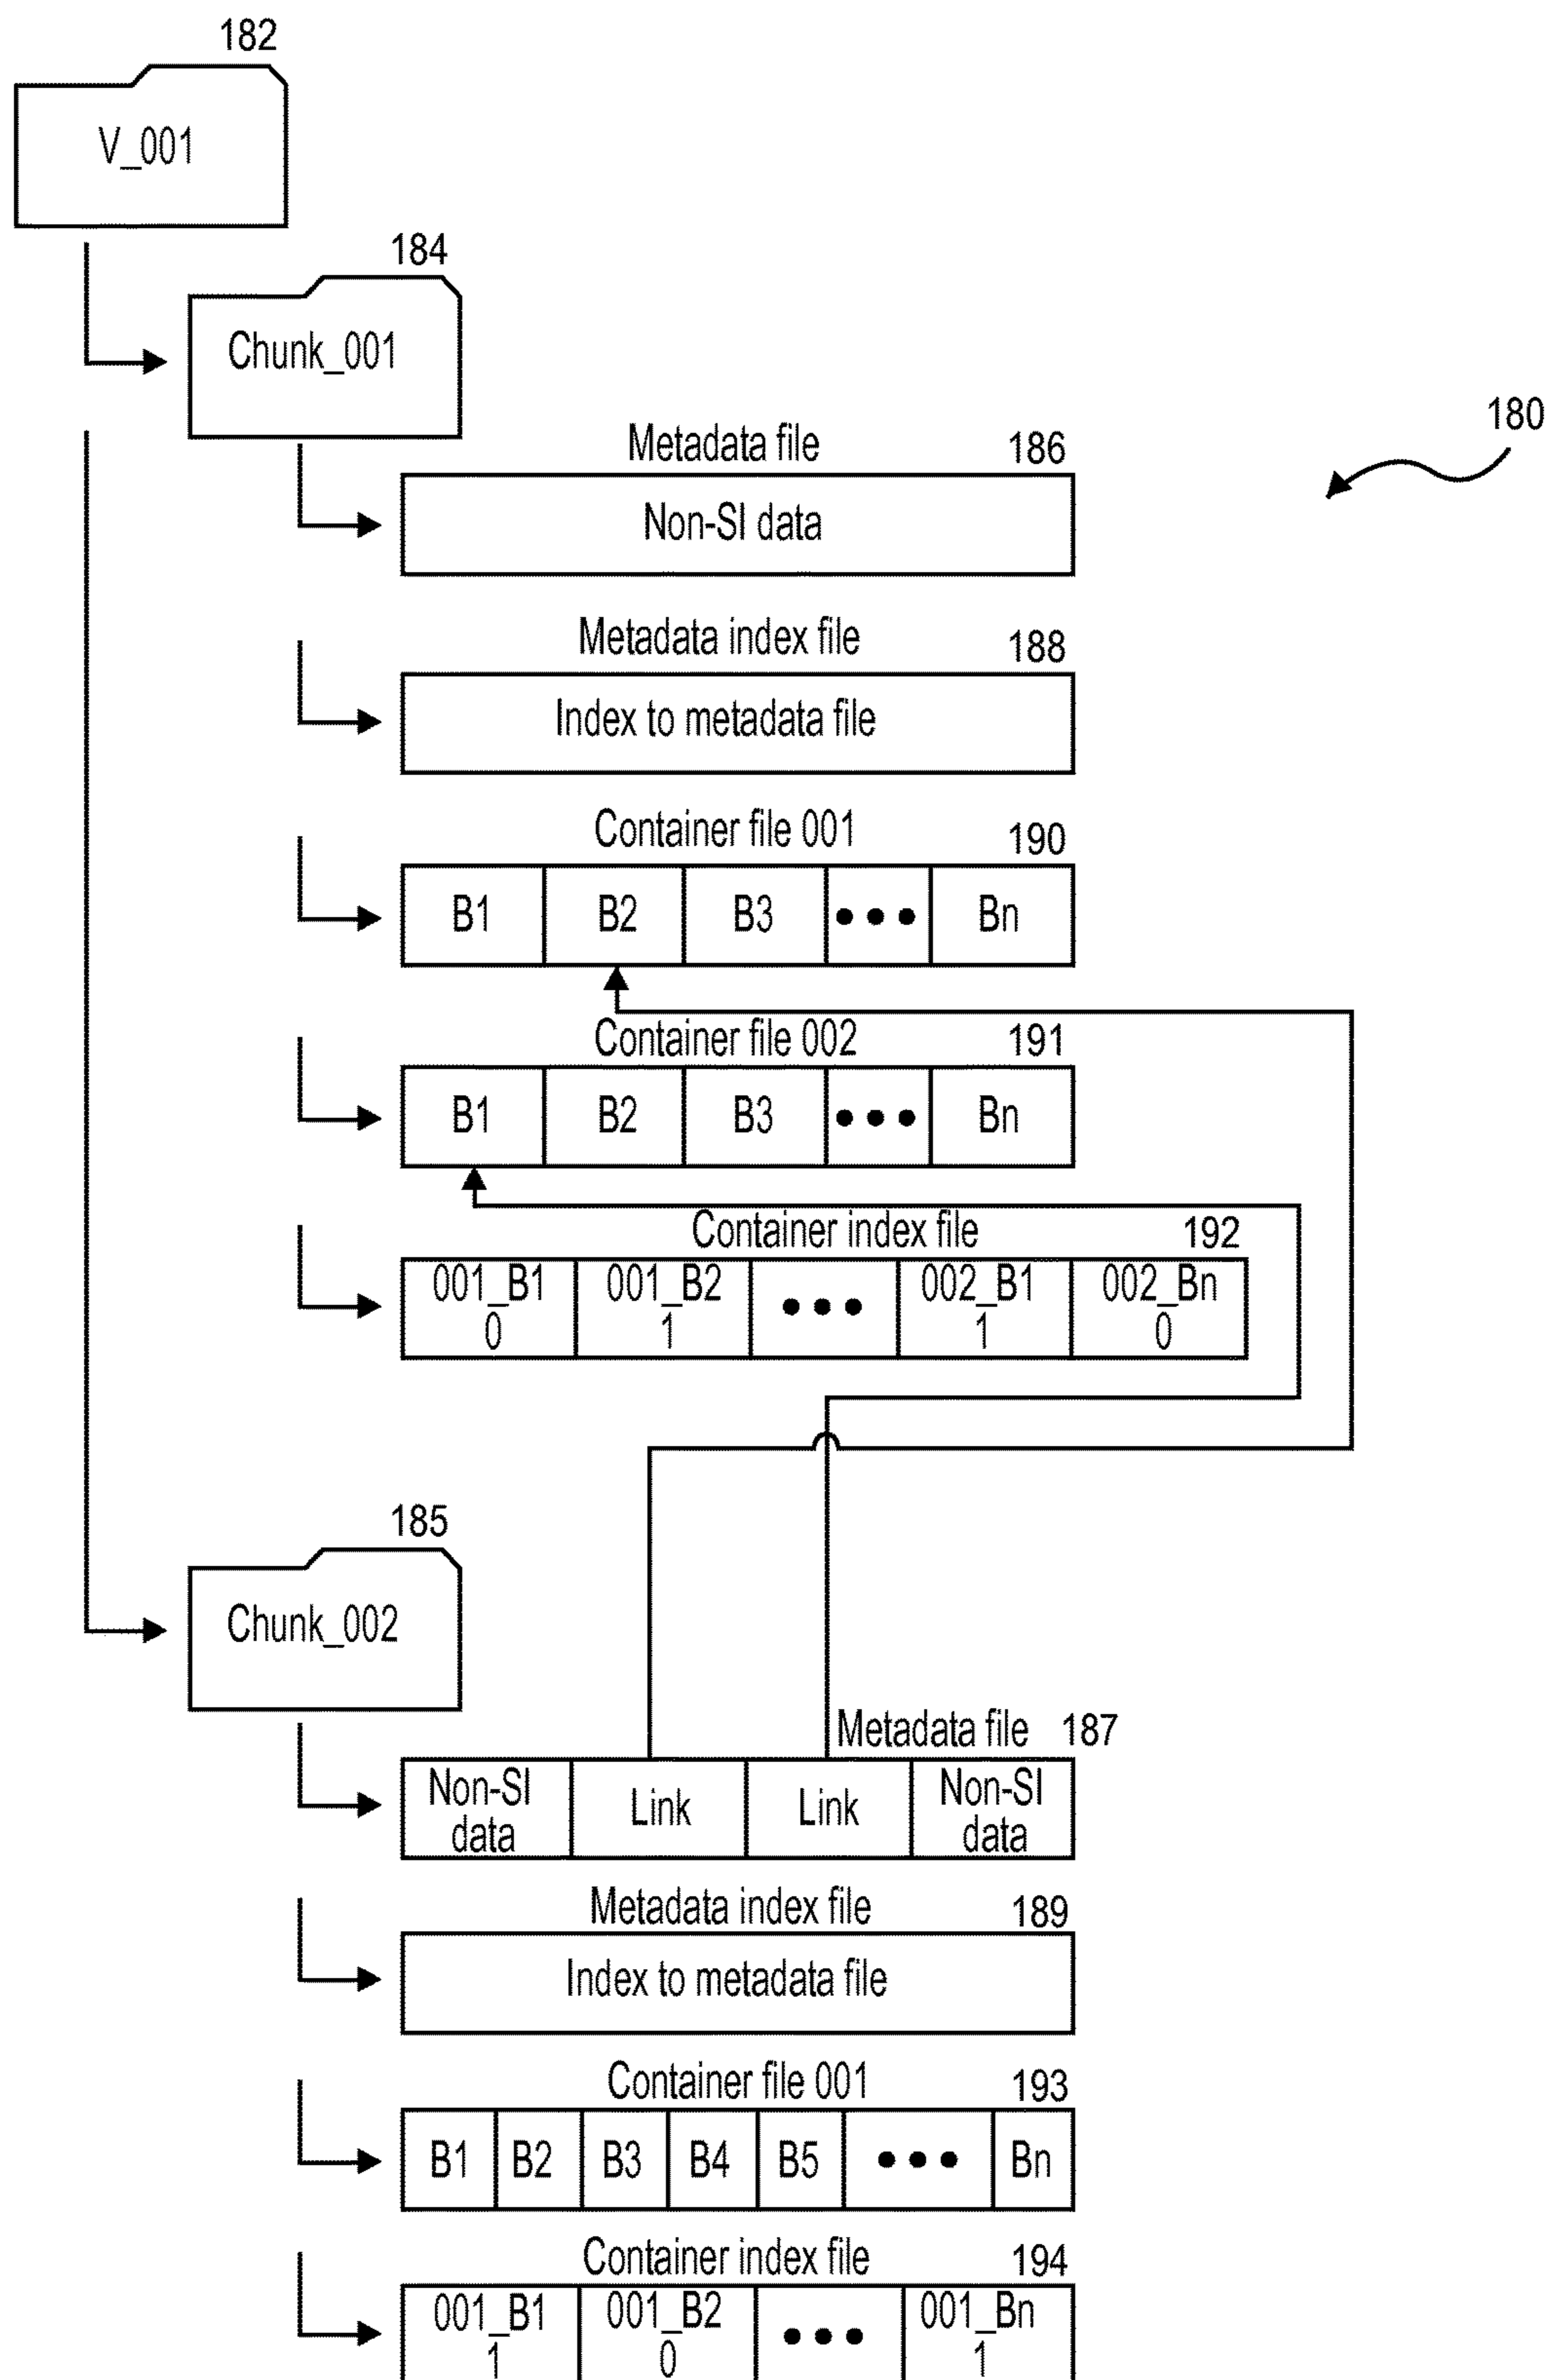 182
V_001
184
Chunk_001
180
Metadata file 186
Non-SI data
Metadata index file 188
Index to metadata file
Container file 001 190
B1 B2 B3 ••• Bn
Container file 002 191
B1 B2 B3 ••• Bn
Container index file 192
001_B1 001_B2 ••• 002_B1 002_Bn
0 1 1 0
185
Chunk_002
Metadata file 187
Non-SI Link Link Non-SI
data data
Metadata index file 189
Index to metadata file
Container file 001 193
B1 B2 B3 B4 B5 ••• Bn
Container index file 194
001_B1 001_B2 ••• 001_Bn
1 0 1